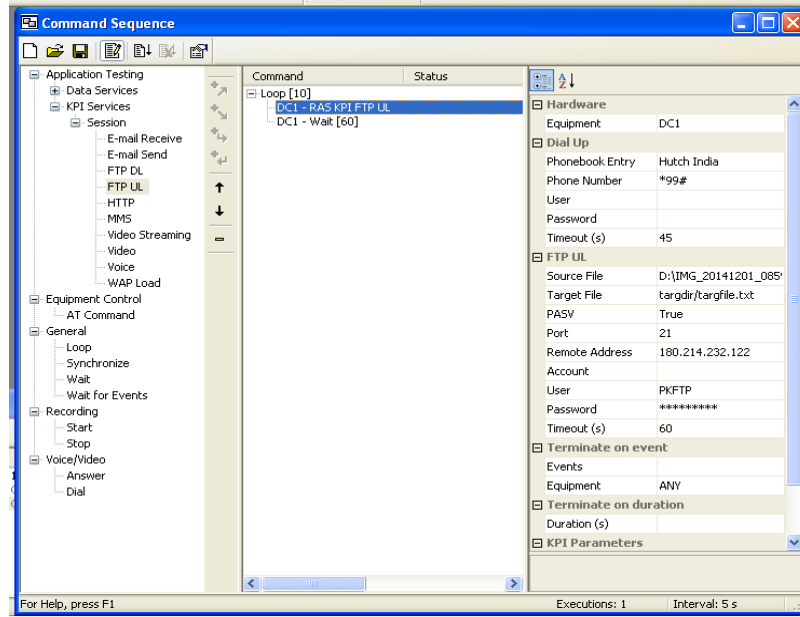 Command Sequence
Application Testing
Data Services
KPI Services
Session
E-mail Receive
E-mail Send
FTP DL
FTP UL
HTTP
MMS
Video Streaming
Video
Voice
WAP Load
Equipment Control
AT Command
General
Loop
Synchronize
Wait
Wait for Events
Recording
Start
Stop
Voice/Video
Answer
Dial
Command Status
Loop [10]
DC1 - RAS KPI FTP UL
DC1 - Wait [60]
Hardware
Equipment DC1
Dial Up
Phonebook Entry Hutch India
Phone Number *99#
User
Password
Timeout (s) 45
FTP UL
Source File D:\IMG_20141201_085
Target File targdir/targfile.txt
PASV True
Port 21
Remote Address 180.214.232.122
Account
User PKFTP
Password *********
Timeout (s) 60
Terminate on event
Events
Equipment ANY
Terminate on duration
Duration (s)
KPI Parameters
For Help, press F1 Executions: 1 Interval: 5 s